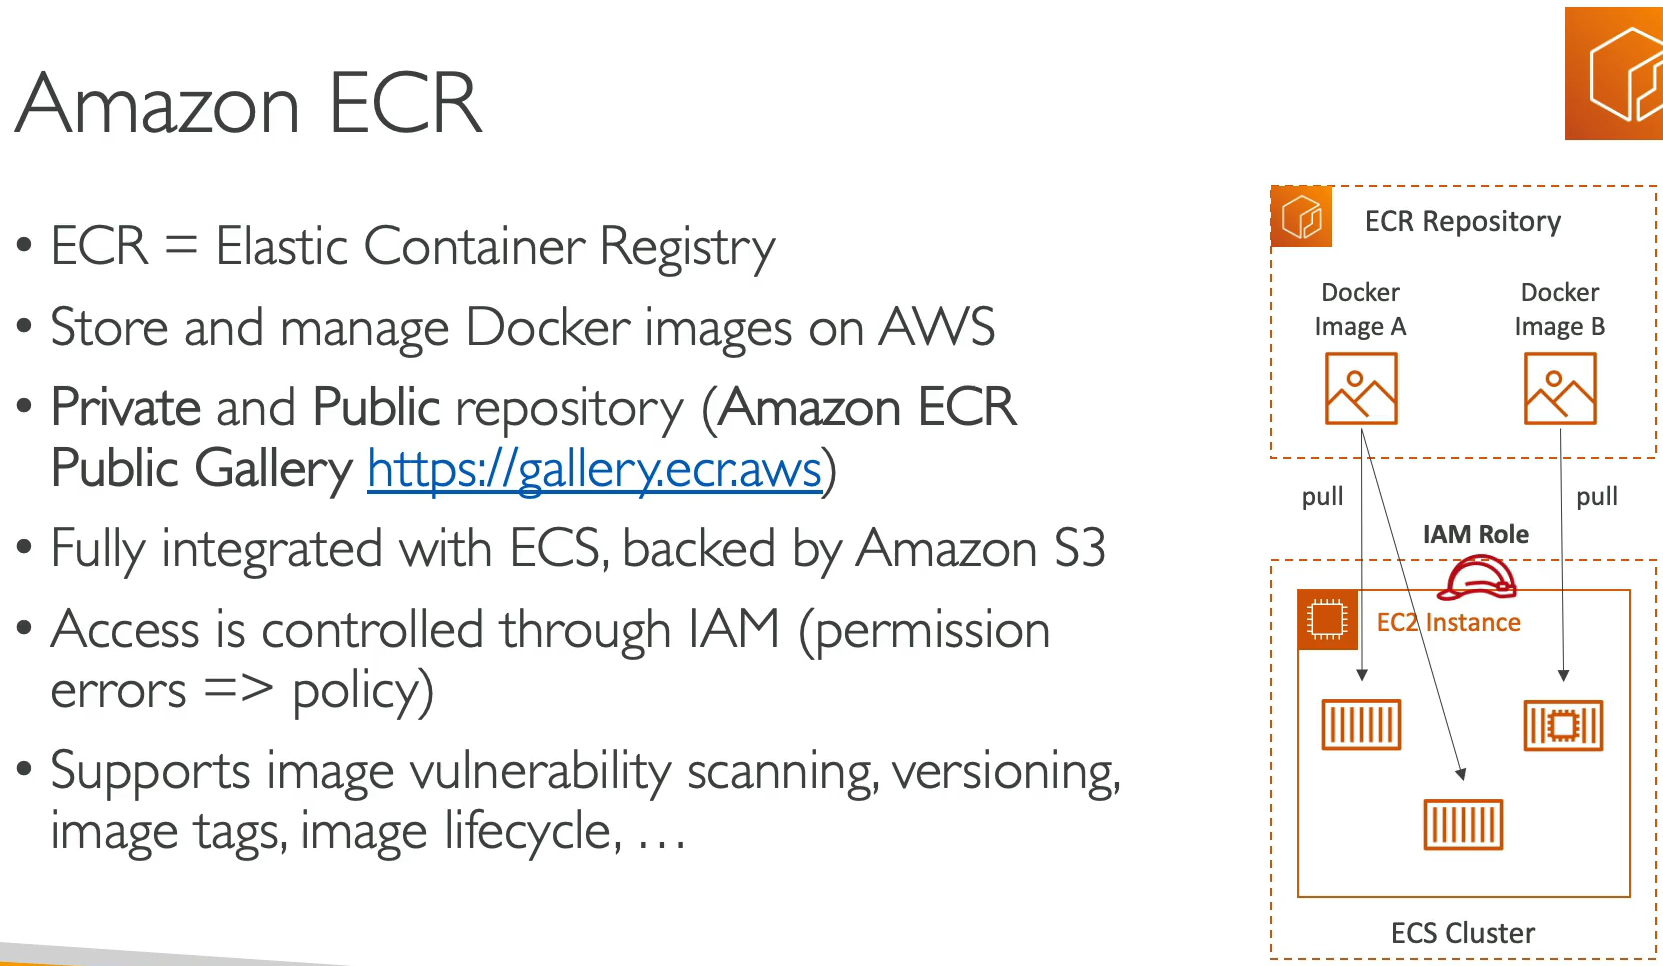 Amazon ECR
• ECR = Elastic Container Registry
• Store and manage Docker images on AWS
• Private and Public repository (Amazon ECR
Public Gallery https://gallery.ecr.aws)
• Fully integrated with ECS, backed by Amazon S3
• Access is controlled through IAM (permission
errors => policy)
• Supports image vulnerability scanning, versioning,
image tags, image lifecycle, …
ECR Repository
Docker
Image A
Docker
Image B
pull
pull
IAM Role
EC2 Instance
ECS Cluster